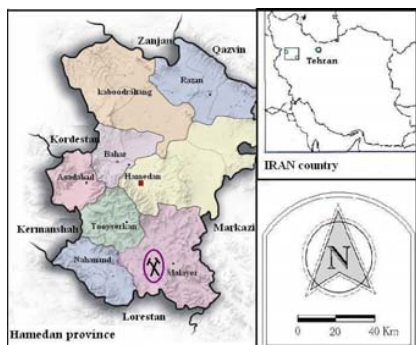 Zanjan
Qazvin
Razan
kaboodrahang
Kordestan
Bahar
Asadabad
Hamedan
Kermanshah
Tooyserkan
Markazi
Nahavand
Malayer
Lorestan
Hamedan province
Tehran
IRAN country
N
0 20 40 Km